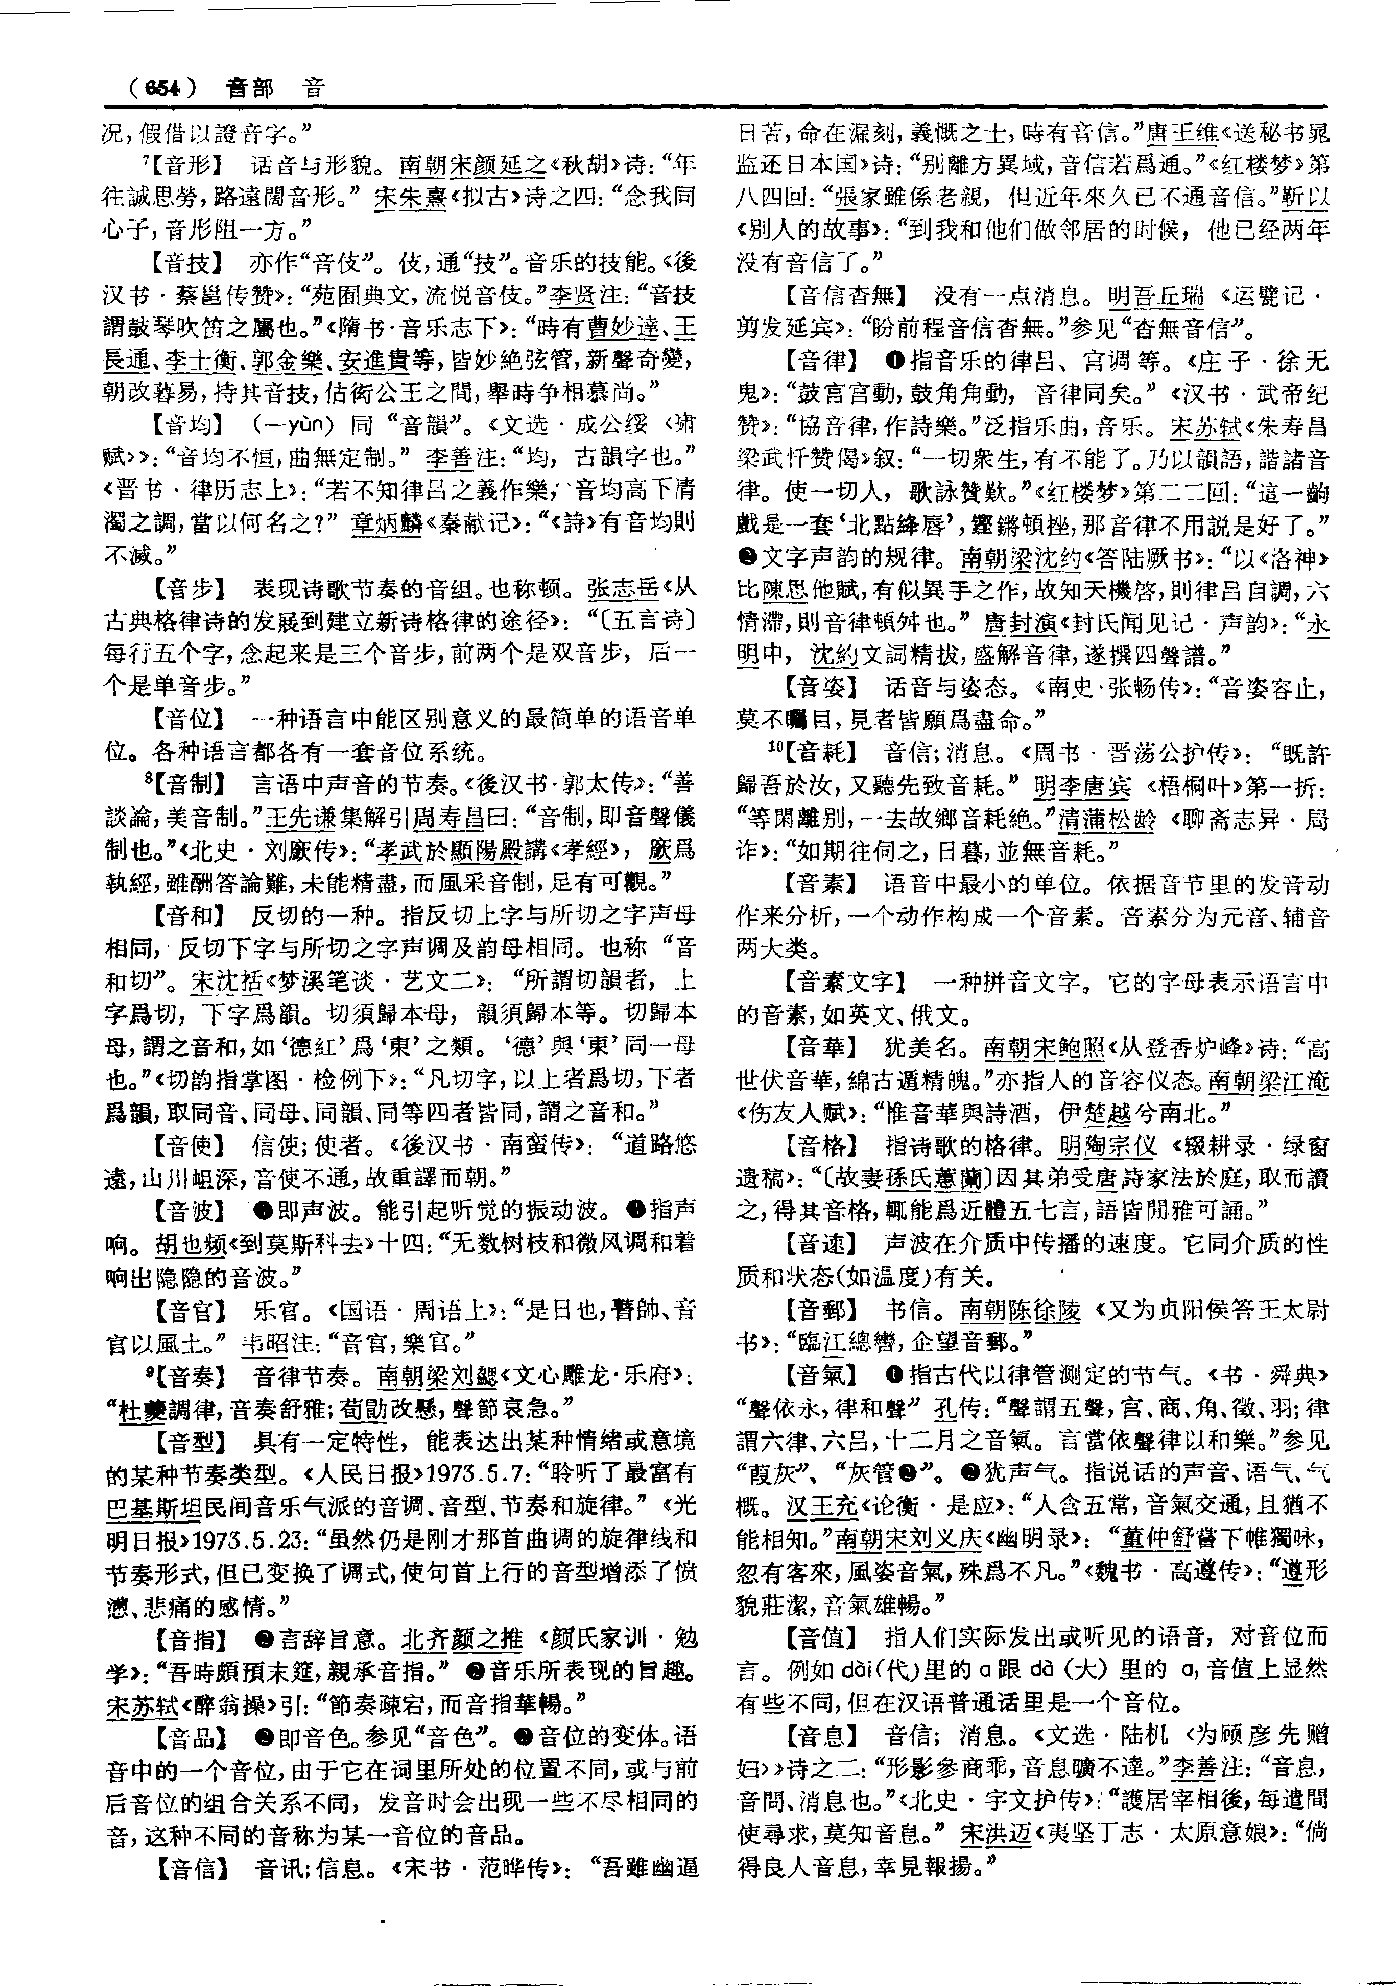 （654） 音部 音
况，假借以證音字。”
⁷【音形】 话音与形貌。南朝宋颜延之《秋胡》诗：“年
往誠思勞，路遠闊音形。” 宋朱熹《拟古》诗之四：“念我同
心子，音形阻一方。”
【音技】 亦作“音伎”。伎，通“技”。音乐的技能。《後
汉书·蔡邕传赞》：“苑囿典文，流悦音伎。”李贤注：“音技
謂鼓琴吹笛之屬也。”《隋书·音乐志下》：“時有曹妙達、王
長通、李士衡、郭金樂、安進貴等，皆妙絶弦管，新聲奇變，
朝改暮易，持其音技，估衒公王之間，舉時争相慕尚。”
【音均】 （—yùn）同“音韻”。《文选·成公绥〈啸
赋〉》：“音均不恒，曲無定制。” 李善注：“均，古韻字也。”
《晋书·律历志上》：“若不知律吕之義作樂，音均高下清
濁之調，當以何名之？” 章炳麟《秦献记》：“《詩》有音均則
不滅。”
【音步】 表现诗歌节奏的音组。也称顿。张志岳《从
古典格律诗的发展到建立新诗格律的途径》：“〔五言诗〕
每行五个字，念起来是三个音步，前两个是双音步，后一
个是单音步。”
【音位】 一种语言中能区别意义的最简单的语音单
位。各种语言都各有一套音位系统。
⁸【音制】 言语中声音的节奏。《後汉书·郭太传》：“善
談論，美音制。”王先谦集解引周寿昌曰：“音制，即音聲儀
制也。”《北史·刘廞传》：“孝武於顯陽殿講《孝經》，廞爲
執經，雖酬答論難，未能精盡，而風采音制，足有可觀。”
【音和】 反切的一种。指反切上字与所切之字声母
相同，反切下字与所切之字声调及韵母相同。也称“音
和切”。宋沈括《梦溪笔谈·艺文二》：“所謂切韻者，上
字爲切，下字爲韻。切須歸本母，韻須歸本等。切歸本
母，謂之音和，如‘德紅’爲‘東’之類。‘德’與‘東’同一母
也。”《切韵指掌图·检例下》：“凡切字，以上者爲切，下者
爲韻，取同音、同母、同韻、同等四者皆同，謂之音和。”
【音使】 信使；使者。《後汉书·南蛮传》：“道路悠
遠，山川岨深，音使不通，故重譯而朝。”
【音波】 ❶即声波。能引起听觉的振动波。❷指声
响。胡也频《到莫斯科去》十四：“无数树枝和微风调和着
响出隐隐的音波。”
【音官】 乐官。《国语·周语上》：“是日也，瞽帥、音
官以風土。” 韦昭注：“音官，樂官。”
⁹【音奏】 音律节奏。南朝梁刘勰《文心雕龙·乐府》：
“杜夔調律，音奏舒雅；荀勖改懸，聲節哀急。”
【音型】 具有一定特性，能表达出某种情绪或意境
的某种节奏类型。《人民日报》1973.5.7：“聆听了最富有
巴基斯坦民间音乐气派的音调、音型、节奏和旋律。”《光
明日报》1973.5.23：“虽然仍是刚才那首曲调的旋律线和
节奏形式，但已变换了调式，使句首上行的音型增添了愤
懑、悲痛的感情。”
【音指】 ❶言辞旨意。北齐颜之推《颜氏家训·勉
学》：“吾時頗預末筵，親承音指。” ❷音乐所表现的旨趣。
宋苏轼《醉翁操》引：“節奏疎宕，而音指華暢。”
【音品】 ❶即音色。参见“音色”。❷音位的变体。语
音中的一个音位，由于它在词里所处的位置不同，或与前
后音位的组合关系不同，发音时会出现一些不尽相同的
音，这种不同的音称为某一音位的音品。
【音信】 音讯；信息。《宋书·范晔传》：“吾雖幽逼
日苦，命在漏刻，義慨之士，時有音信。”唐王维《送秘书晁
监还日本国》诗：“别離方異域，音信若爲通。”《红楼梦》第
八四回：“張家雖係老親，但近年來久已不通音信。”靳以
《别人的故事》：“到我和他们做邻居的时候，他已经两年
没有音信了。”
【音信杳無】 没有一点消息。明吾丘瑞《运甓记·
剪发延宾》：“盼前程音信杳無。”参见“杳無音信”。
【音律】 ❶指音乐的律吕、宫调等。《庄子·徐无
鬼》：“鼓宫宫動，鼓角角動，音律同矣。”《汉书·武帝纪
赞》：“協音律，作詩樂。”泛指乐曲，音乐。宋苏轼《朱寿昌
梁武忏赞偈》叙：“一切衆生，有不能了。乃以韻語，諧諸音
律。使一切人，歌詠贊歎。”《红楼梦》第二二回：“這一齣
戲是一套‘北點絳唇’，鏗鏘頓挫，那音律不用説是好了。”
❷文字声韵的规律。南朝梁沈约《答陆厥书》：“以《洛神》
比陳思他賦，有似異手之作，故知天機啓，則律吕自調，六
情滯，則音律頓舛也。” 唐封演《封氏闻见记·声韵》：“永
明中，沈約文詞精拔，盛解音律，遂撰四聲譜。”
【音姿】 话音与姿态。《南史·张畅传》：“音姿容止，
莫不矚目，見者皆願爲盡命。”
¹⁰【音耗】 音信；消息。《周书·晋荡公护传》：“既許
歸吾於汝，又聽先致音耗。” 明李唐宾《梧桐叶》第一折：
“等閑離别，一去故鄉音耗絶。”清蒲松龄《聊斋志异·局
诈》：“如期往伺之，日暮，並無音耗。”
【音素】 语音中最小的单位。依据音节里的发音动
作来分析，一个动作构成一个音素。音素分为元音、辅音
两大类。
【音素文字】 一种拼音文字。它的字母表示语言中
的音素，如英文、俄文。
【音華】 犹美名。南朝宋鲍照《从登香炉峰》诗：“高
世伏音華，綿古遁精魄。”亦指人的音容仪态。南朝梁江淹
《伤友人赋》：“惟音華與詩酒，伊楚越兮南北。”
【音格】 指诗歌的格律。明陶宗仪《辍耕录·绿窗
遗稿》：“〔故妻孫氏蕙蘭〕因其弟受唐詩家法於庭，取而讀
之，得其音格，輒能爲近體五七言，語皆閒雅可誦。”
【音速】 声波在介质中传播的速度。它同介质的性
质和状态（如温度）有关。
【音郵】 书信。南朝陈徐陵《又为贞阳侯答王太尉
书》：“臨江總轡，企望音郵。”
【音氣】 ❶指古代以律管测定的节气。《书·舜典》
“聲依永，律和聲” 孔传：“聲謂五聲，宫、商、角、徵、羽；律
謂六律、六吕，十二月之音氣。言當依聲律以和樂。”参见
“葭灰”、“灰管❷”。❷犹声气。指说话的声音、语气、气
概。汉王充《论衡·是应》：“人含五常，音氣交通，且猶不
能相知。”南朝宋刘义庆《幽明录》：“董仲舒嘗下帷獨咏，
忽有客來，風姿音氣，殊爲不凡。”《魏书·高遵传》：“遵形
貌莊潔，音氣雄暢。”
【音值】 指人们实际发出或听见的语音，对音位而
言。例如 dài（代）里的 a 跟 dà（大）里的 a，音值上显然
有些不同，但在汉语普通话里是一个音位。
【音息】 音信；消息。《文选·陆机〈为顾彦先赠
妇〉》诗之二：“形影參商乖，音息曠不達。”李善注：“音息，
音問、消息也。”《北史·宇文护传》：“護居宰相後，每遣間
使尋求，莫知音息。” 宋洪迈《夷坚丁志·太原意娘》：“倘
得良人音息，幸見報揚。”